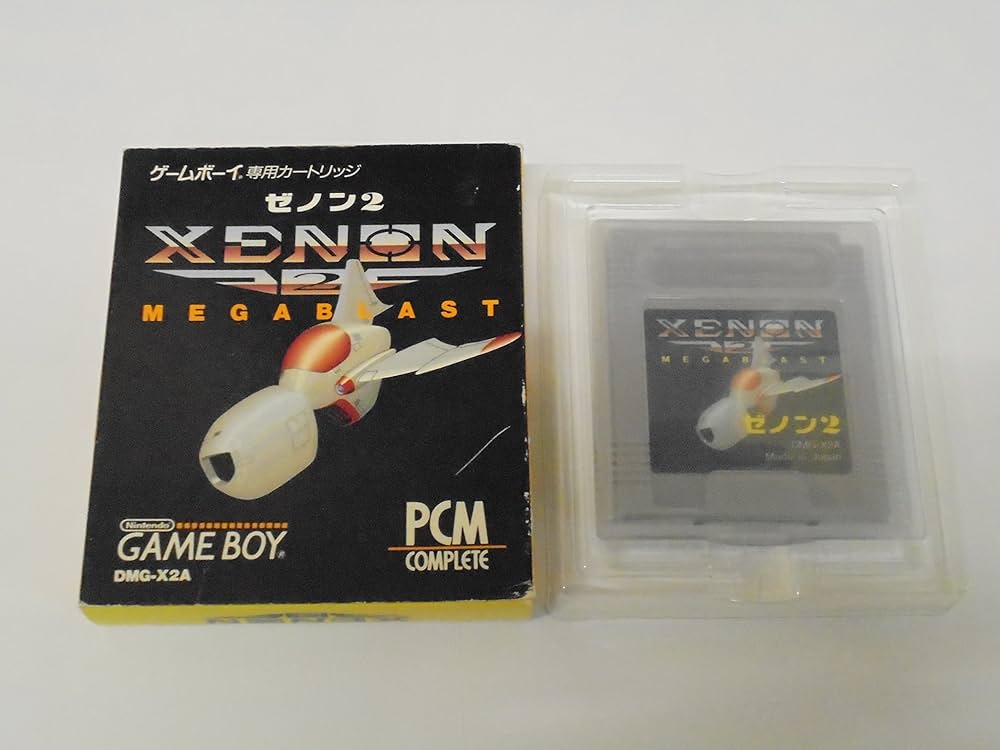 ゲームボーイ®専用カートリッジ
ゼノン2
XENON
2
MEGABLAST
Nintendo
GAME BOY®
DMG-X2A
PCM
COMPLETE
XENON
2
MEGABLAST
ゼノン2
DMG-X2A
Made in Japan